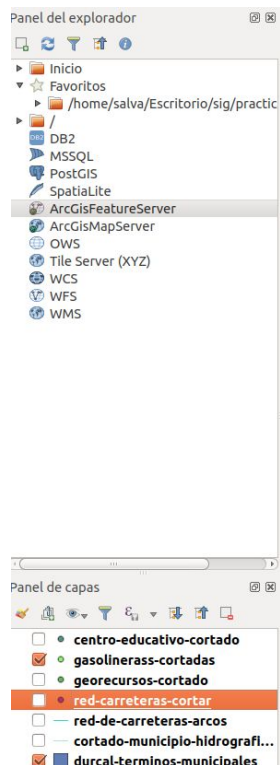 Panel del explorador
Inicio
Favoritos
/home/salva/Escritorio/sig/practic
/
DB2
DB2
MSSQL
PostGIS
SpatiaLite
ArcGisFeatureServer
ArcGisMapServer
OWS
Tile Server (XYZ)
WCS
WFS
WMS
Panel de capas
centro-educativo-cortado
gasolinerass-cortadas
georecursos-cortado
red-carreteras-cortar
red-de-carreteras-arcos
cortado-municipio-hidrografi...
durcal-terminos-municipales